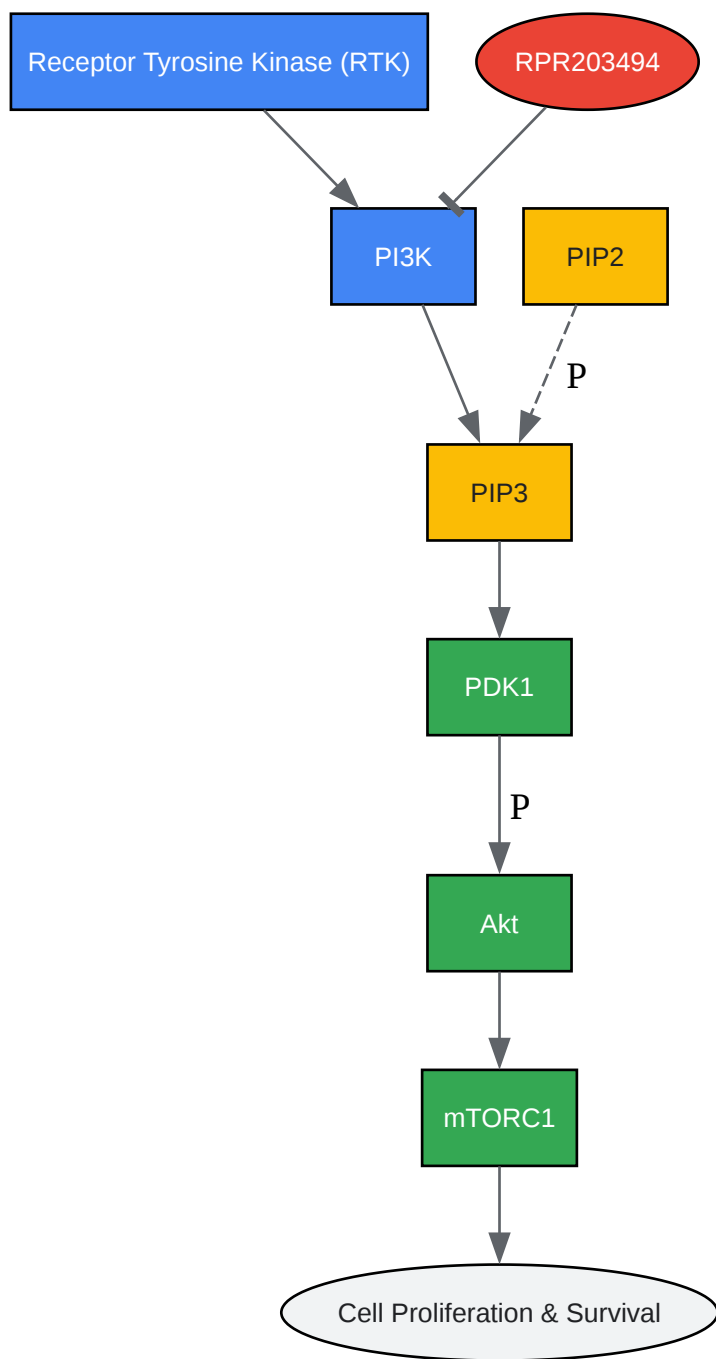 Receptor Tyrosine Kinase (RTK)
RPR203494
PI3K
PIP2
P
PIP3
PDK1
P
Akt
mTORC1
Cell Proliferation & Survival